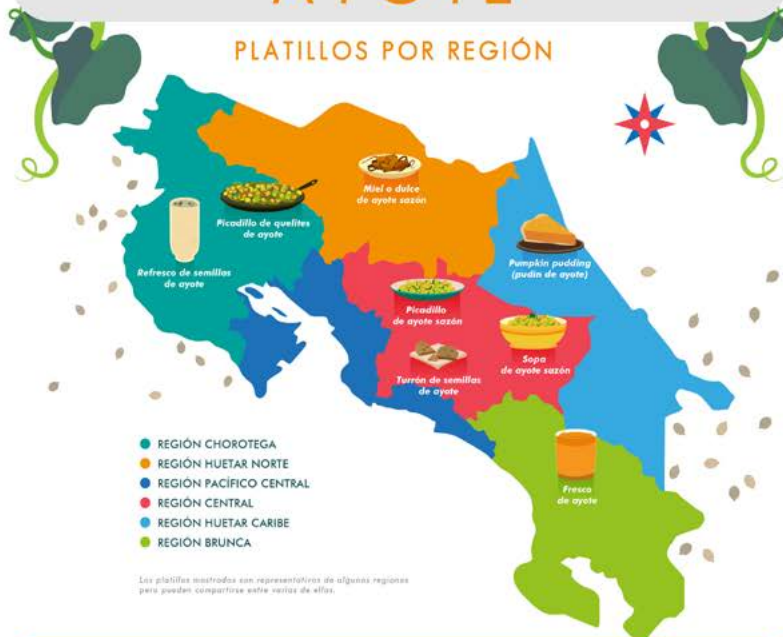 AYOTE
PLATILLOS POR REGIÓN
Miel o dulce
de ayote sazón
Picadillo de quelites
de ayote
Refresco de semillas
de ayote
Pumpkin pudding
(pudín de ayote)
Picadillo
de ayote sazón
Sopa
de ayote sazón
Turrón de semillas
de ayote
Fresco
de ayote
REGIÓN CHOROTEGA
REGIÓN HUETAR NORTE
REGIÓN PACÍFICO CENTRAL
REGIÓN CENTRAL
REGIÓN HUETAR CARIBE
REGIÓN BRUNCA
Los platillos mostrados son representativos de algunas regiones
pero pueden compartirse entre varias de ellas.